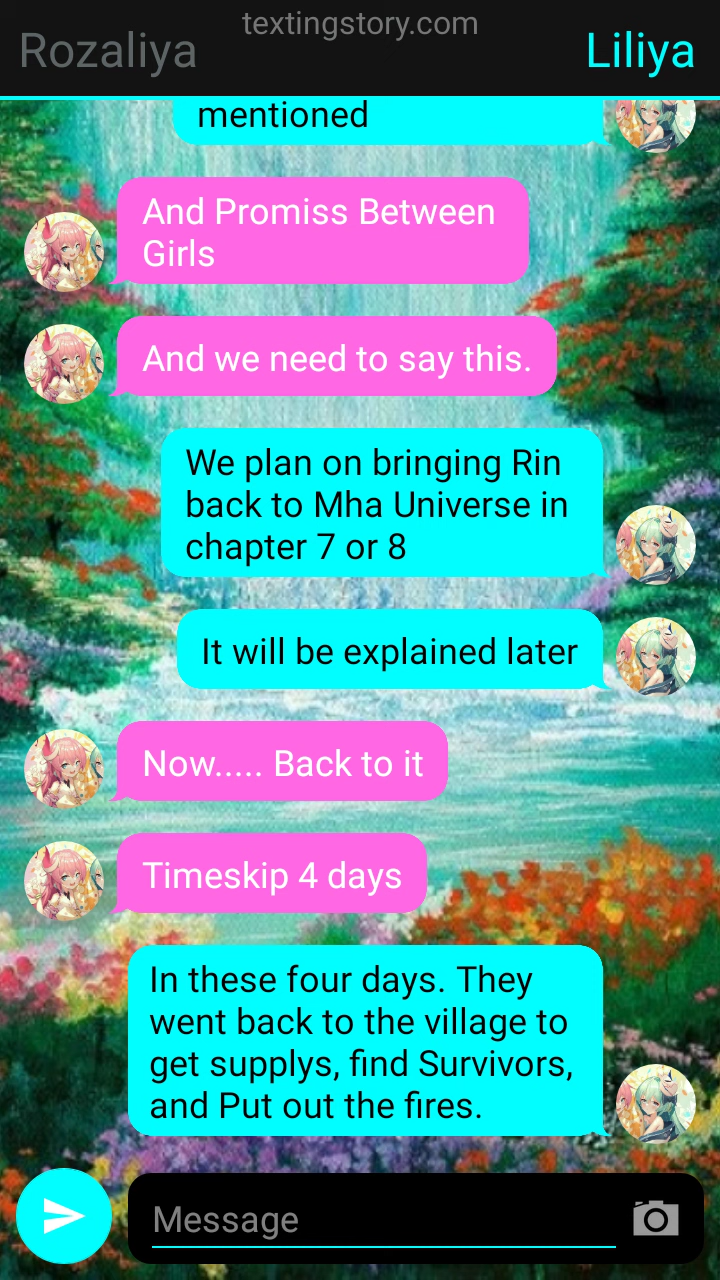 textingstory.com
Rozaliya
Liliya
mentioned
And Promiss Between
Girls
And we need to say this.
We plan on bringing Rin
back to Mha Universe in
chapter 7 or 8
It will be explained later
Now..... Back to it
Timeskip 4 days
In these four days. They
went back to the village to
get supplys, find Survivors,
and Put out the fires.
Message